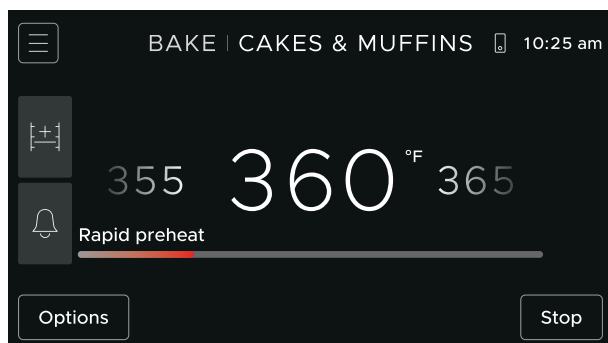 BAKE | CAKES & MUFFINS 10:25 am
355 360 °F 365
Rapid preheat
Options Stop